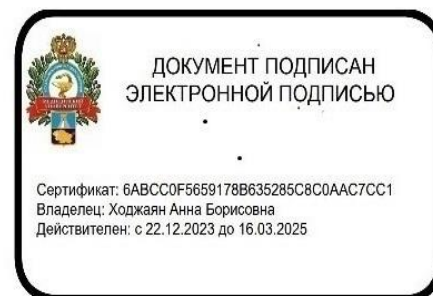 ДОКУМЕНТ ПОДПИСАН
ЭЛЕКТРОННОЙ ПОДПИСЬЮ
Сертификат: 6ABCC0F5659178B635285C8C0AAC7CC1
Владелец: Ходжаян Анна Борисовна
Действителен: с 22.12.2023 до 16.03.2025